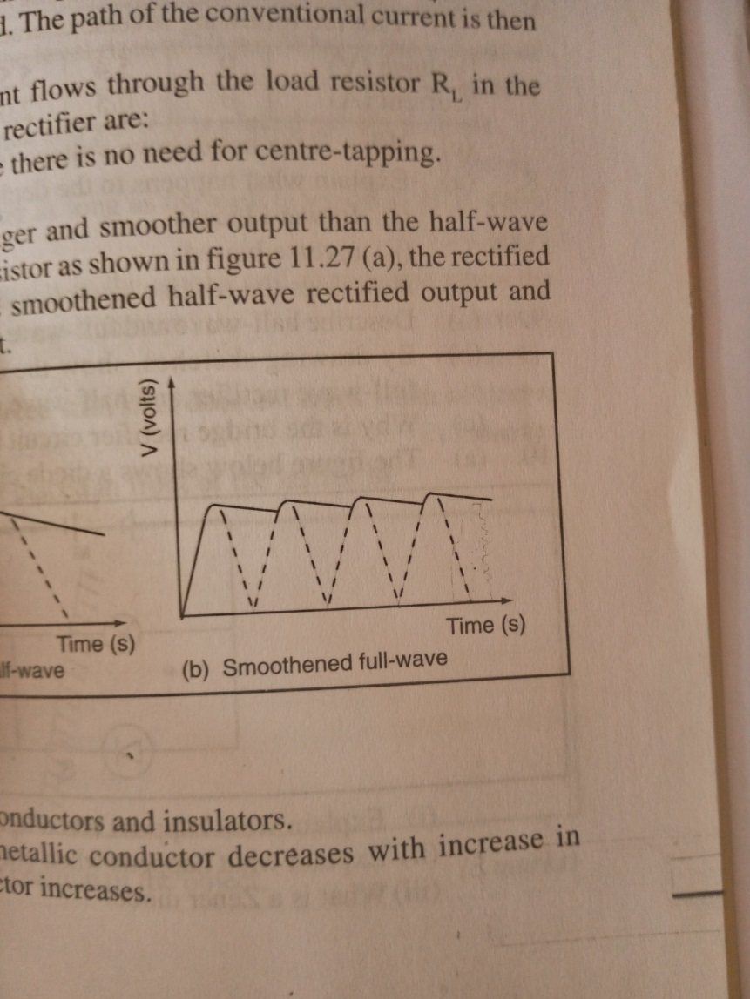 . The path of the conventional current is then
nt flows through the load resistor R_L in the
rectifier are:
there is no need for centre-tapping.
ger and smoother output than the half-wave
istor as shown in figure 11.27 (a), the rectified
smoothened half-wave rectified output and
t.
V (volts)
Time (s)
Time (s)
lf-wave
(b) Smoothened full-wave
onductors and insulators.
netallic conductor decreases with increase in
ctor increases.